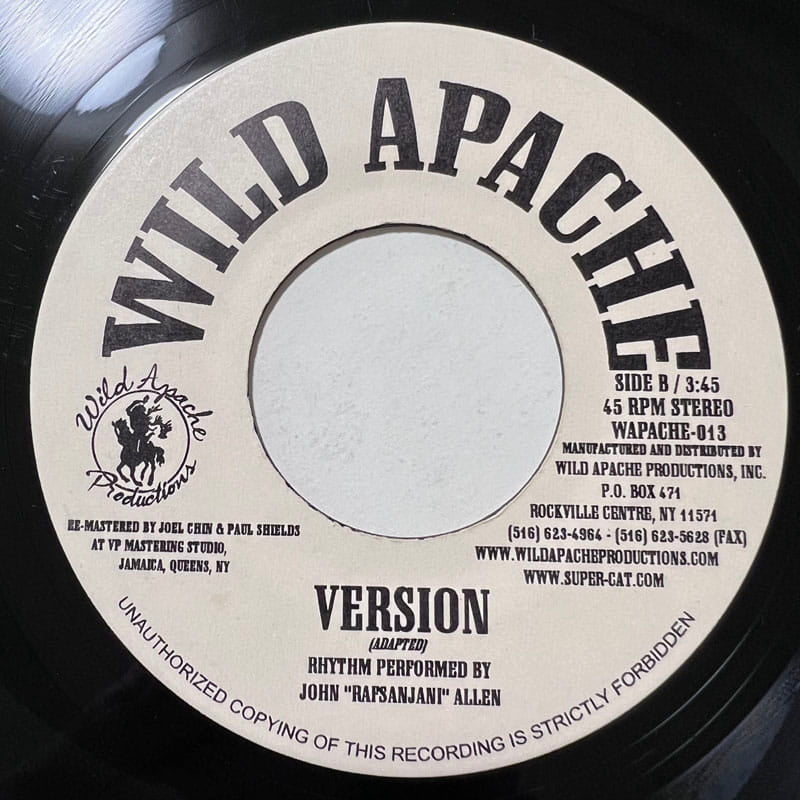 WILD APACHE
SIDE B / 3:45
45 RPM STEREO
WAPACHE-013
MANUFACTURED AND DISTRIBUTED BY
WILD APACHE PRODUCTIONS, INC.
P.O. BOX 471
ROCKVILLE CENTRE, NY 11571
(516) 623-4964 - (516) 623-5628 (FAX)
WWW.WILDAPACHEPRODUCTIONS.COM
WWW.SUPER-CAT.COM
Wild Apache
Productions
RE-MASTERED BY JOEL CHIN & PAUL SHIELDS
AT VP MASTERING STUDIO,
JAMAICA, QUEENS, NY
VERSION
(ADAPTED)
RHYTHM PERFORMED BY
JOHN "RAFSANJANI" ALLEN
UNAUTHORIZED COPYING OF THIS RECORDING IS STRICTLY FORBIDDEN